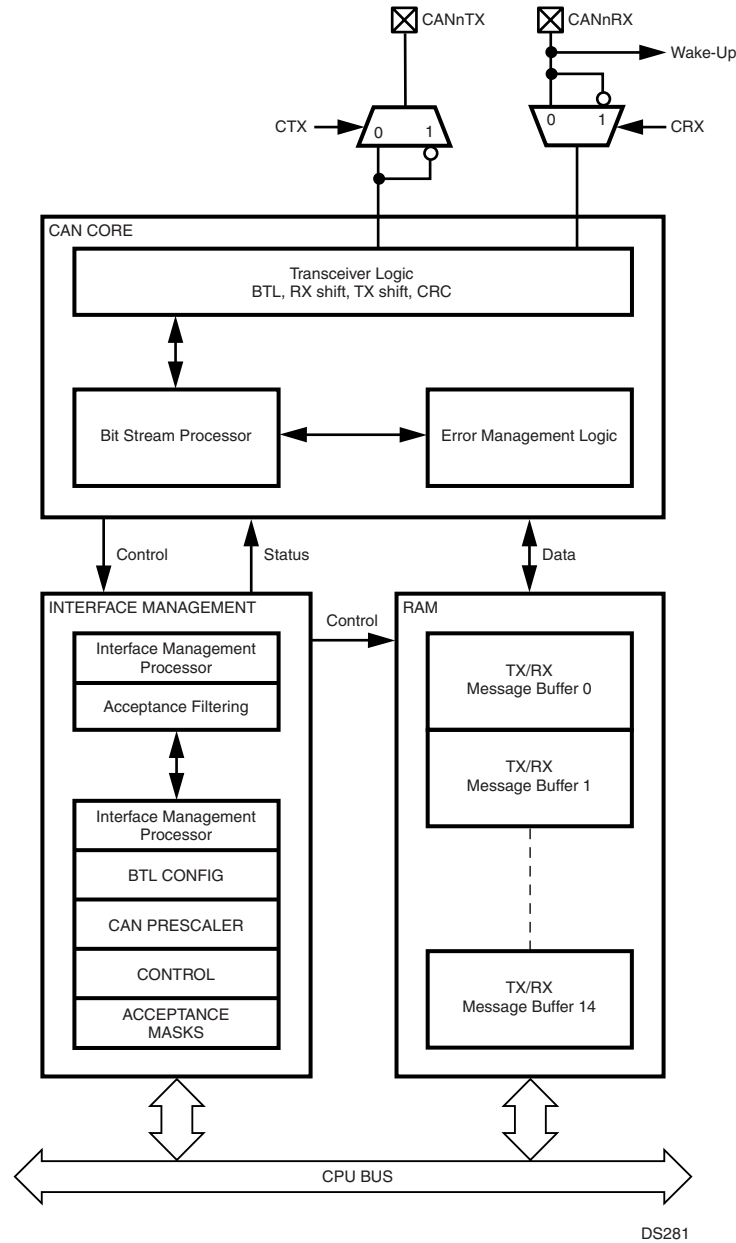 CANnTX
CANnRX
Wake-Up
CTX
0
1
0
1
CRX
CAN CORE
Transceiver Logic
BTL, RX shift, TX shift, CRC
Bit Stream Processor
Error Management Logic
Control
Status
Data
INTERFACE MANAGEMENT
Interface Management
Processor
Acceptance Filtering
Interface Management
Processor
BTL CONFIG
CAN PRESCALER
CONTROL
ACCEPTANCE
MASKS
Control
RAM
TX/RX
Message Buffer 0
TX/RX
Message Buffer 1
TX/RX
Message Buffer 14
CPU BUS
DS281